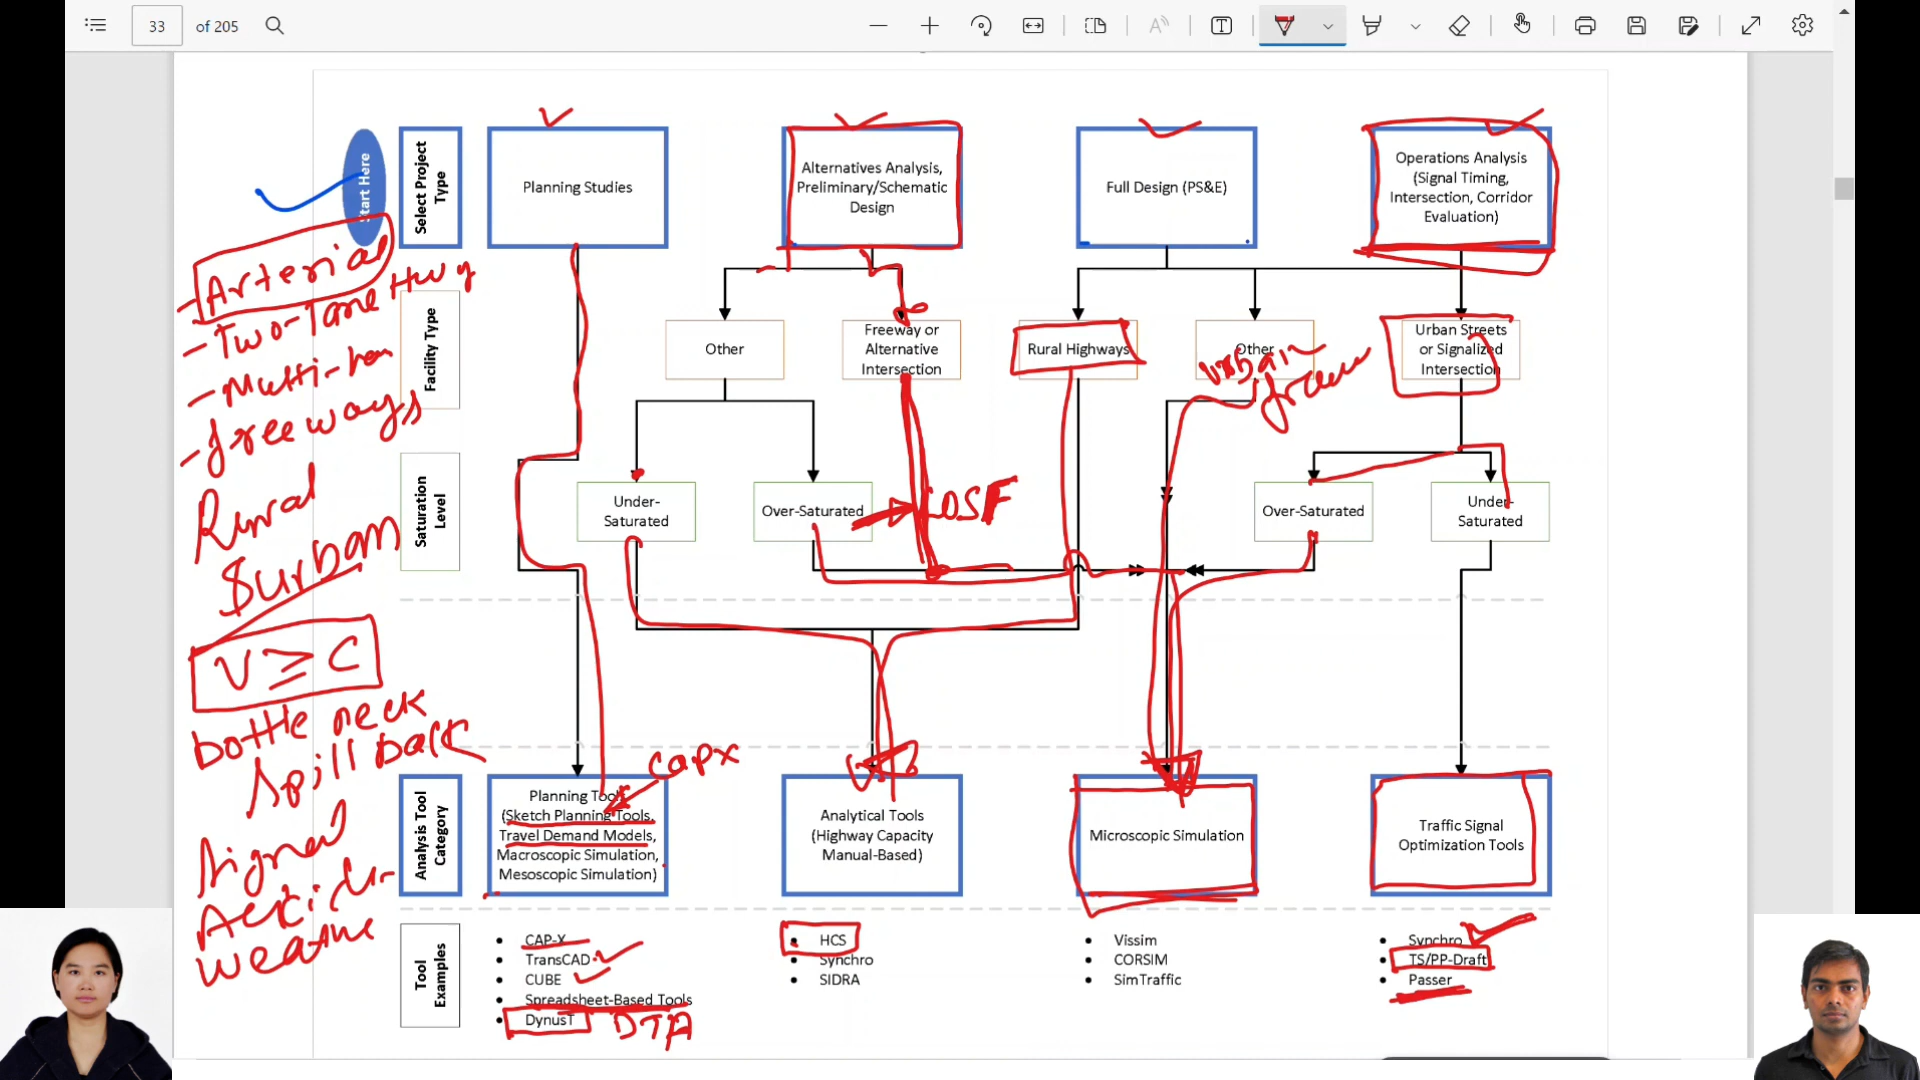 33 of 205
Start Here
Select Project
Type
Planning Studies
Alternatives Analysis,
Preliminary/Schematic
Design
Full Design (PS&E)
Operations Analysis
(Signal Timing,
Intersection, Corridor
Evaluation)
- Arterial
- Two-lane Hwy
- Multi-lan
- freeways
Rural
Surban
V ≥ C
bottle neck
spill back
Signal
weathe
Facility Type
Other
Freeway or
Alternative
Intersection
Rural Highways
Other
Urban
Urban Streets
or Signalized
Intersection
Saturation
Level
Under-
Saturated
Over-Saturated
LOSF
Over-Saturated
Under-
Saturated
capx
Analysis Tool
Category
Planning Tools
(Sketch Planning Tools,
Travel Demand Models,
Macroscopic Simulation,
Mesoscopic Simulation)
Analytical Tools
(Highway Capacity
Manual-Based)
Microscopic Simulation
Traffic Signal
Optimization Tools
Tool
Examples
• CAP-X
• TransCAD
• CUBE
• Spreadsheet-Based Tools
• DynusT DTA
• HCS
• Synchro
• SIDRA
• Vissim
• CORSIM
• SimTraffic
• Synchro
• TS/PP-Draft
• Passer